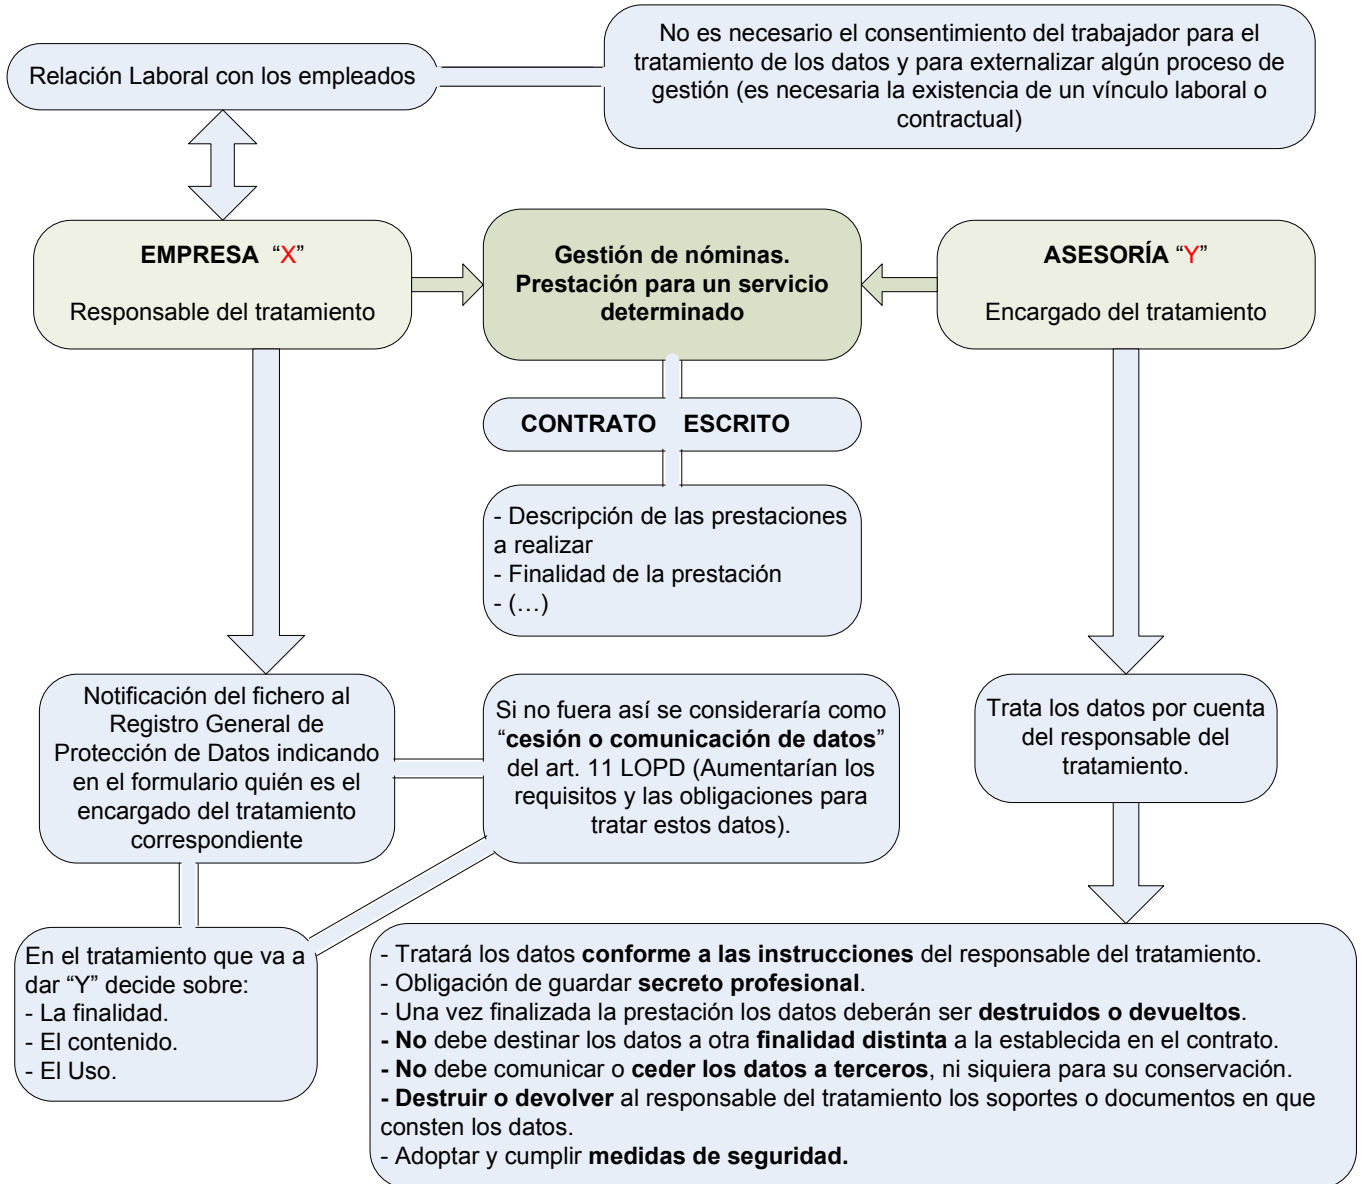 No es necesario el consentimiento del trabajador para el
tratamiento de los datos y para externalizar algún proceso de
gestión (es necesaria la existencia de un vínculo laboral o
contractual)
Relación Laboral con los empleados
EMPRESA “X”
Responsable del tratamiento
Gestión de nóminas.
Prestación para un servicio
determinado
ASESORÍA “Y”
Encargado del tratamiento
CONTRATO ESCRITO
- Descripción de las prestaciones
a realizar
- Finalidad de la prestación
- (…)
Notificación del fichero al
Registro General de
Protección de Datos indicando
en el formulario quién es el
encargado del tratamiento
correspondiente
Si no fuera así se consideraría como
“cesión o comunicación de datos”
del art. 11 LOPD (Aumentarían los
requisitos y las obligaciones para
tratar estos datos).
Trata los datos por cuenta
del responsable del
tratamiento.
En el tratamiento que va a
dar “Y” decide sobre:
- La finalidad.
- El contenido.
- El Uso.
- Tratará los datos conforme a las instrucciones del responsable del tratamiento.
- Obligación de guardar secreto profesional.
- Una vez finalizada la prestación los datos deberán ser destruidos o devueltos.
- No debe destinar los datos a otra finalidad distinta a la establecida en el contrato.
- No debe comunicar o ceder los datos a terceros, ni siquiera para su conservación.
- Destruir o devolver al responsable del tratamiento los soportes o documentos en que
consten los datos.
- Adoptar y cumplir medidas de seguridad.